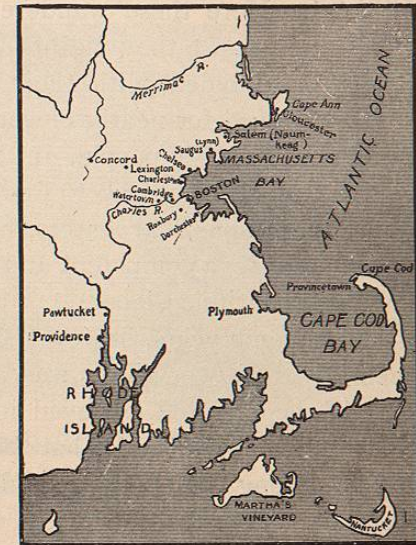 Merrimac R.
Cape Ann
Gloucester
ATLANTIC OCEAN
Salem (Naum-
keag)
(Lynn)
Saugus
MASSACHUSETTS
BAY
Chelsea
Concord
Lexington
Charlestown
Cambridge
BOSTON
Watertown
Charles R.
Roxbury
Dorchester
Cape Cod
Provincetown
Plymouth
CAPE COD
BAY
Pawtucket
Providence
RHODE
ISLAND
MARTHA'S
VINEYARD
NANTUCKET